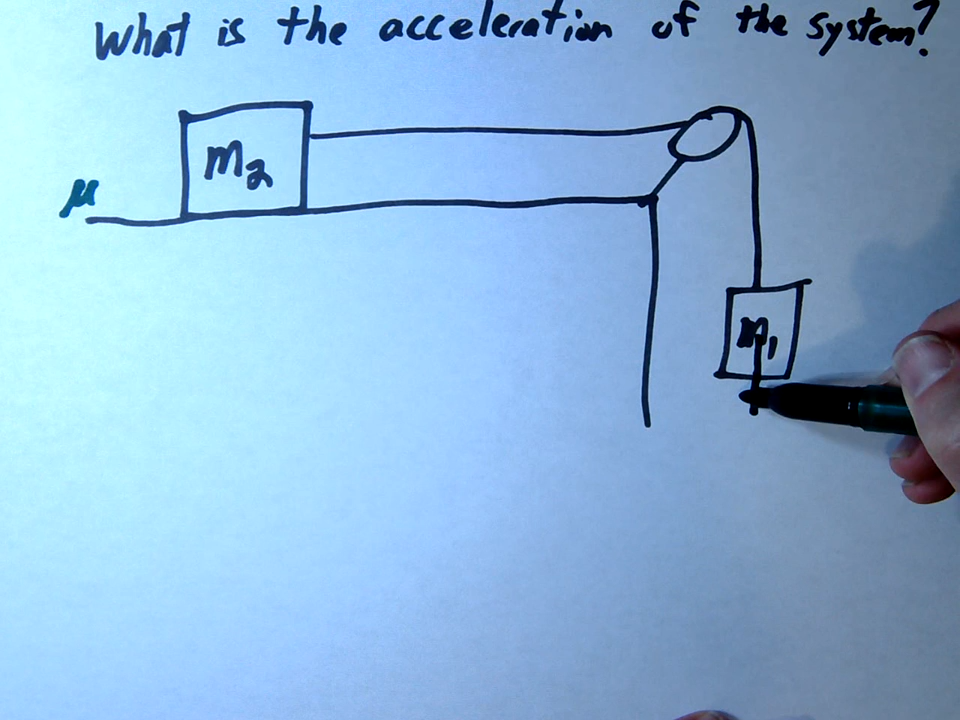 What is the acceleration of the system?
m₂
μ
m₁